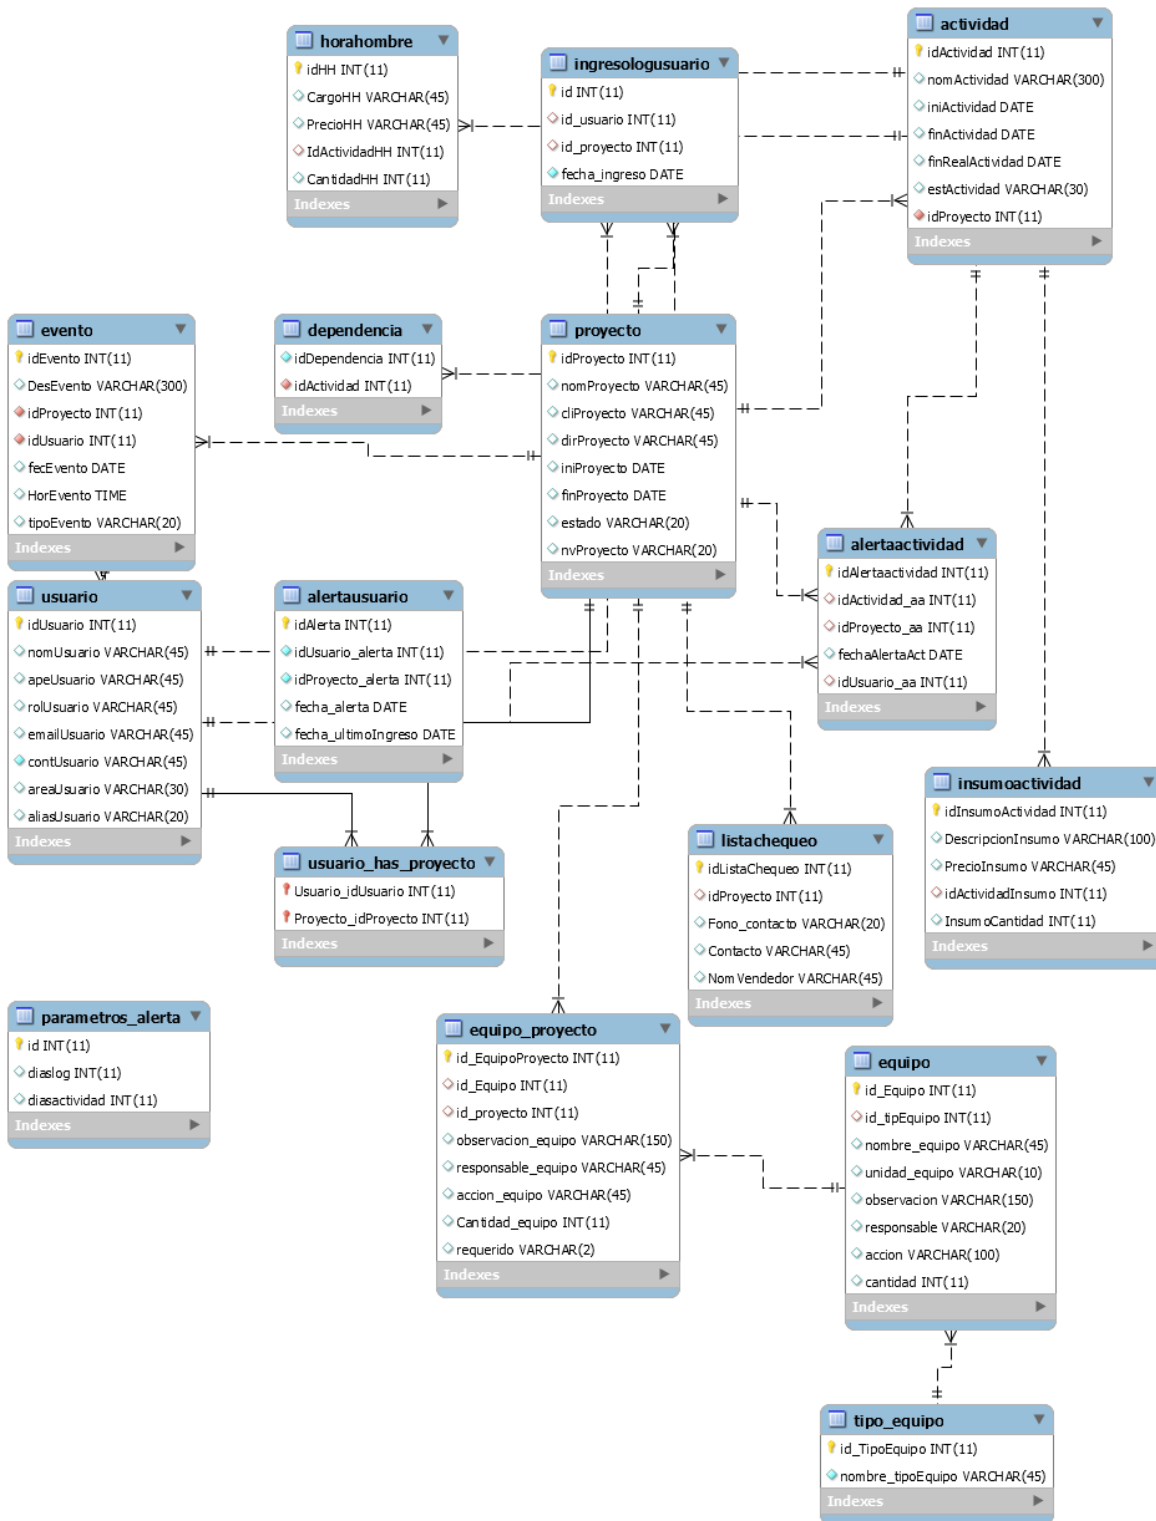 horahombre
idHH INT(11)
CargoHH VARCHAR(45)
PrecioHH VARCHAR(45)
IdActividadHH INT(11)
CantidadHH INT(11)
Indexes
ingresologusuario
id INT(11)
id_usuario INT(11)
id_proyecto INT(11)
fecha_ingreso DATE
Indexes
actividad
idActividad INT(11)
nomActividad VARCHAR(300)
iniActividad DATE
finActividad DATE
finRealActividad DATE
estActividad VARCHAR(30)
idProyecto INT(11)
Indexes
evento
idEvento INT(11)
DesEvento VARCHAR(300)
idProyecto INT(11)
idUsuario INT(11)
fecEvento DATE
HorEvento TIME
tipoEvento VARCHAR(20)
Indexes
dependencia
idDependencia INT(11)
idActividad INT(11)
Indexes
proyecto
idProyecto INT(11)
nomProyecto VARCHAR(45)
cliProyecto VARCHAR(45)
dirProyecto VARCHAR(45)
iniProyecto DATE
finProyecto DATE
estado VARCHAR(20)
nvProyecto VARCHAR(20)
Indexes
alertaactividad
idAlertaactividad INT(11)
idActividad_aa INT(11)
idProyecto_aa INT(11)
fechaAlertaAct DATE
idUsuario_aa INT(11)
Indexes
usuario
idUsuario INT(11)
nomUsuario VARCHAR(45)
apeUsuario VARCHAR(45)
rolUsuario VARCHAR(45)
emailUsuario VARCHAR(45)
contUsuario VARCHAR(45)
areaUsuario VARCHAR(30)
aliasUsuario VARCHAR(20)
Indexes
alertausuario
idAlerta INT(11)
idUsuario_alerta INT(11)
idProyecto_alerta INT(11)
fecha_alerta DATE
fecha_ultimoIngreso DATE
Indexes
usuario_has_proyecto
Usuario_idUsuario INT(11)
Proyecto_idProyecto INT(11)
Indexes
listachequeo
idListaChequeo INT(11)
idProyecto INT(11)
Fono_contacto VARCHAR(20)
Contacto VARCHAR(45)
NomVendedor VARCHAR(45)
Indexes
insumoactividad
idInsumoActividad INT(11)
DescripcionInsumo VARCHAR(100)
PrecioInsumo VARCHAR(45)
idActividadInsumo INT(11)
InsumoCantidad INT(11)
Indexes
parametros_alerta
id INT(11)
diaslog INT(11)
diasactividad INT(11)
Indexes
equipo_proyecto
id_EquipoProyecto INT(11)
id_Equipo INT(11)
id_proyecto INT(11)
observacion_equipo VARCHAR(150)
responsable_equipo VARCHAR(45)
accion_equipo VARCHAR(45)
Cantidad_equipo INT(11)
requerido VARCHAR(2)
Indexes
equipo
id_Equipo INT(11)
id_tipEquipo INT(11)
nombre_equipo VARCHAR(45)
unidad_equipo VARCHAR(10)
observacion VARCHAR(150)
responsable VARCHAR(20)
accion VARCHAR(100)
cantidad INT(11)
Indexes
tipo_equipo
id_TipoEquipo INT(11)
nombre_tipoEquipo VARCHAR(45)
Indexes